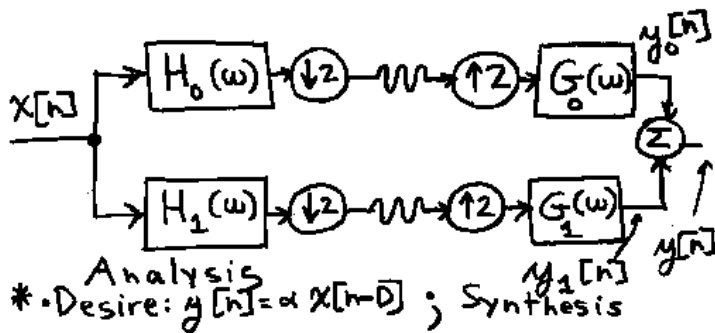 H₀(ω) ↓2 ↑2 G₀(ω) y₀[n]
x[n]
Σ
H₁(ω) ↓2 ↑2 G₁(ω)
y₁[n] y[n]
Analysis
*•Desire: y[n]=α x[n-D] ; Synthesis